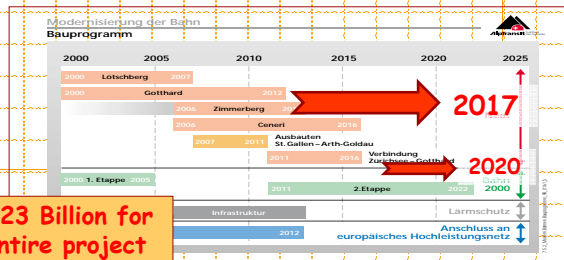 Modernisierung der Bahn
Bauprogramm
AlpTransit
2000 2005 2010 2015 2020 2025
2000 Lötschberg 2007
2000 Gotthard 2012
2017
2006 Zimmerberg
2006 Ceneri 2016
2007 2011 Ausbauten
St. Gallen – Arth-Goldau
2011 2016 Verbindung
Zürichsee – Gotthard
2020
2000 1. Etappe 2005
Bahn
2011 2.Etappe 2022 2000
23 Billion for
entire project
Infrastruktur Lärmschutz
2012 Anschluss an
europäisches Hochleistungsnetz